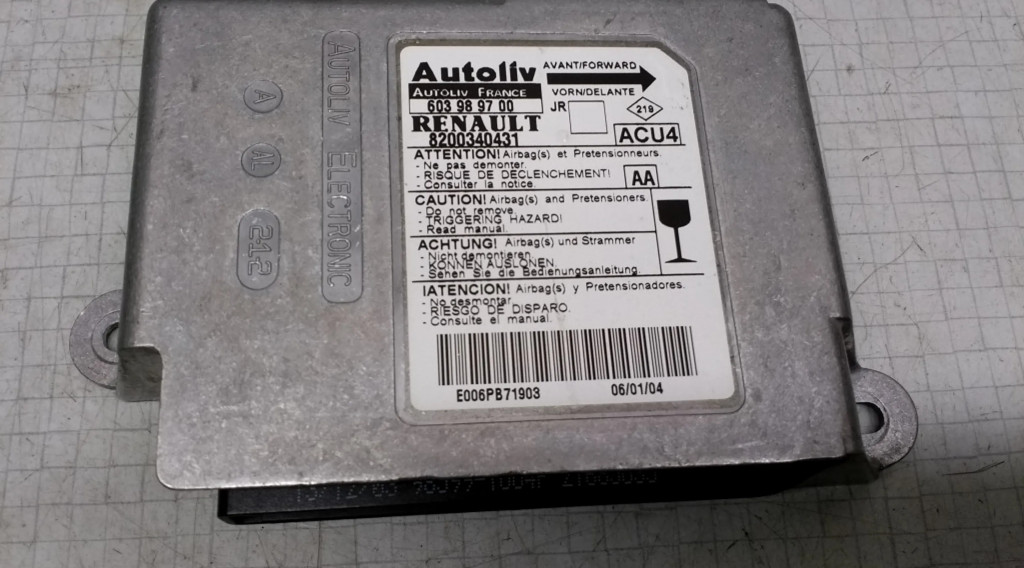 AUTOLIV ELECTRONIC
A
212
Autoliv
AVANT/FORWARD
AUTOLIV FRANCE
VORN/DELANTE
603 98 97 00
JR
219
RENAULT
8200340431
ACU4
ATTENTION! Airbag(s) et Pretensionneurs.
- Ne pas demonter.
- RISQUE DE DECLENCHEMENT!
- Consulter la notice.
AA
CAUTION! Airbag(s) and Pretensioners.
- Do not remove.
- TRIGGERING HAZARD!
- Read manual.
ACHTUNG! Airbag(s) und Strammer
- Nicht demontieren.
- KONNEN AUSLONEN.
- Sehen Sie die Bedienungsanleitung.
IATENCION! Airbag(s) y Pretensionadores.
- No desmontar.
- RIESGO DE DISPARO.
- Consulte el manual.
E006PB71903
06/01/04